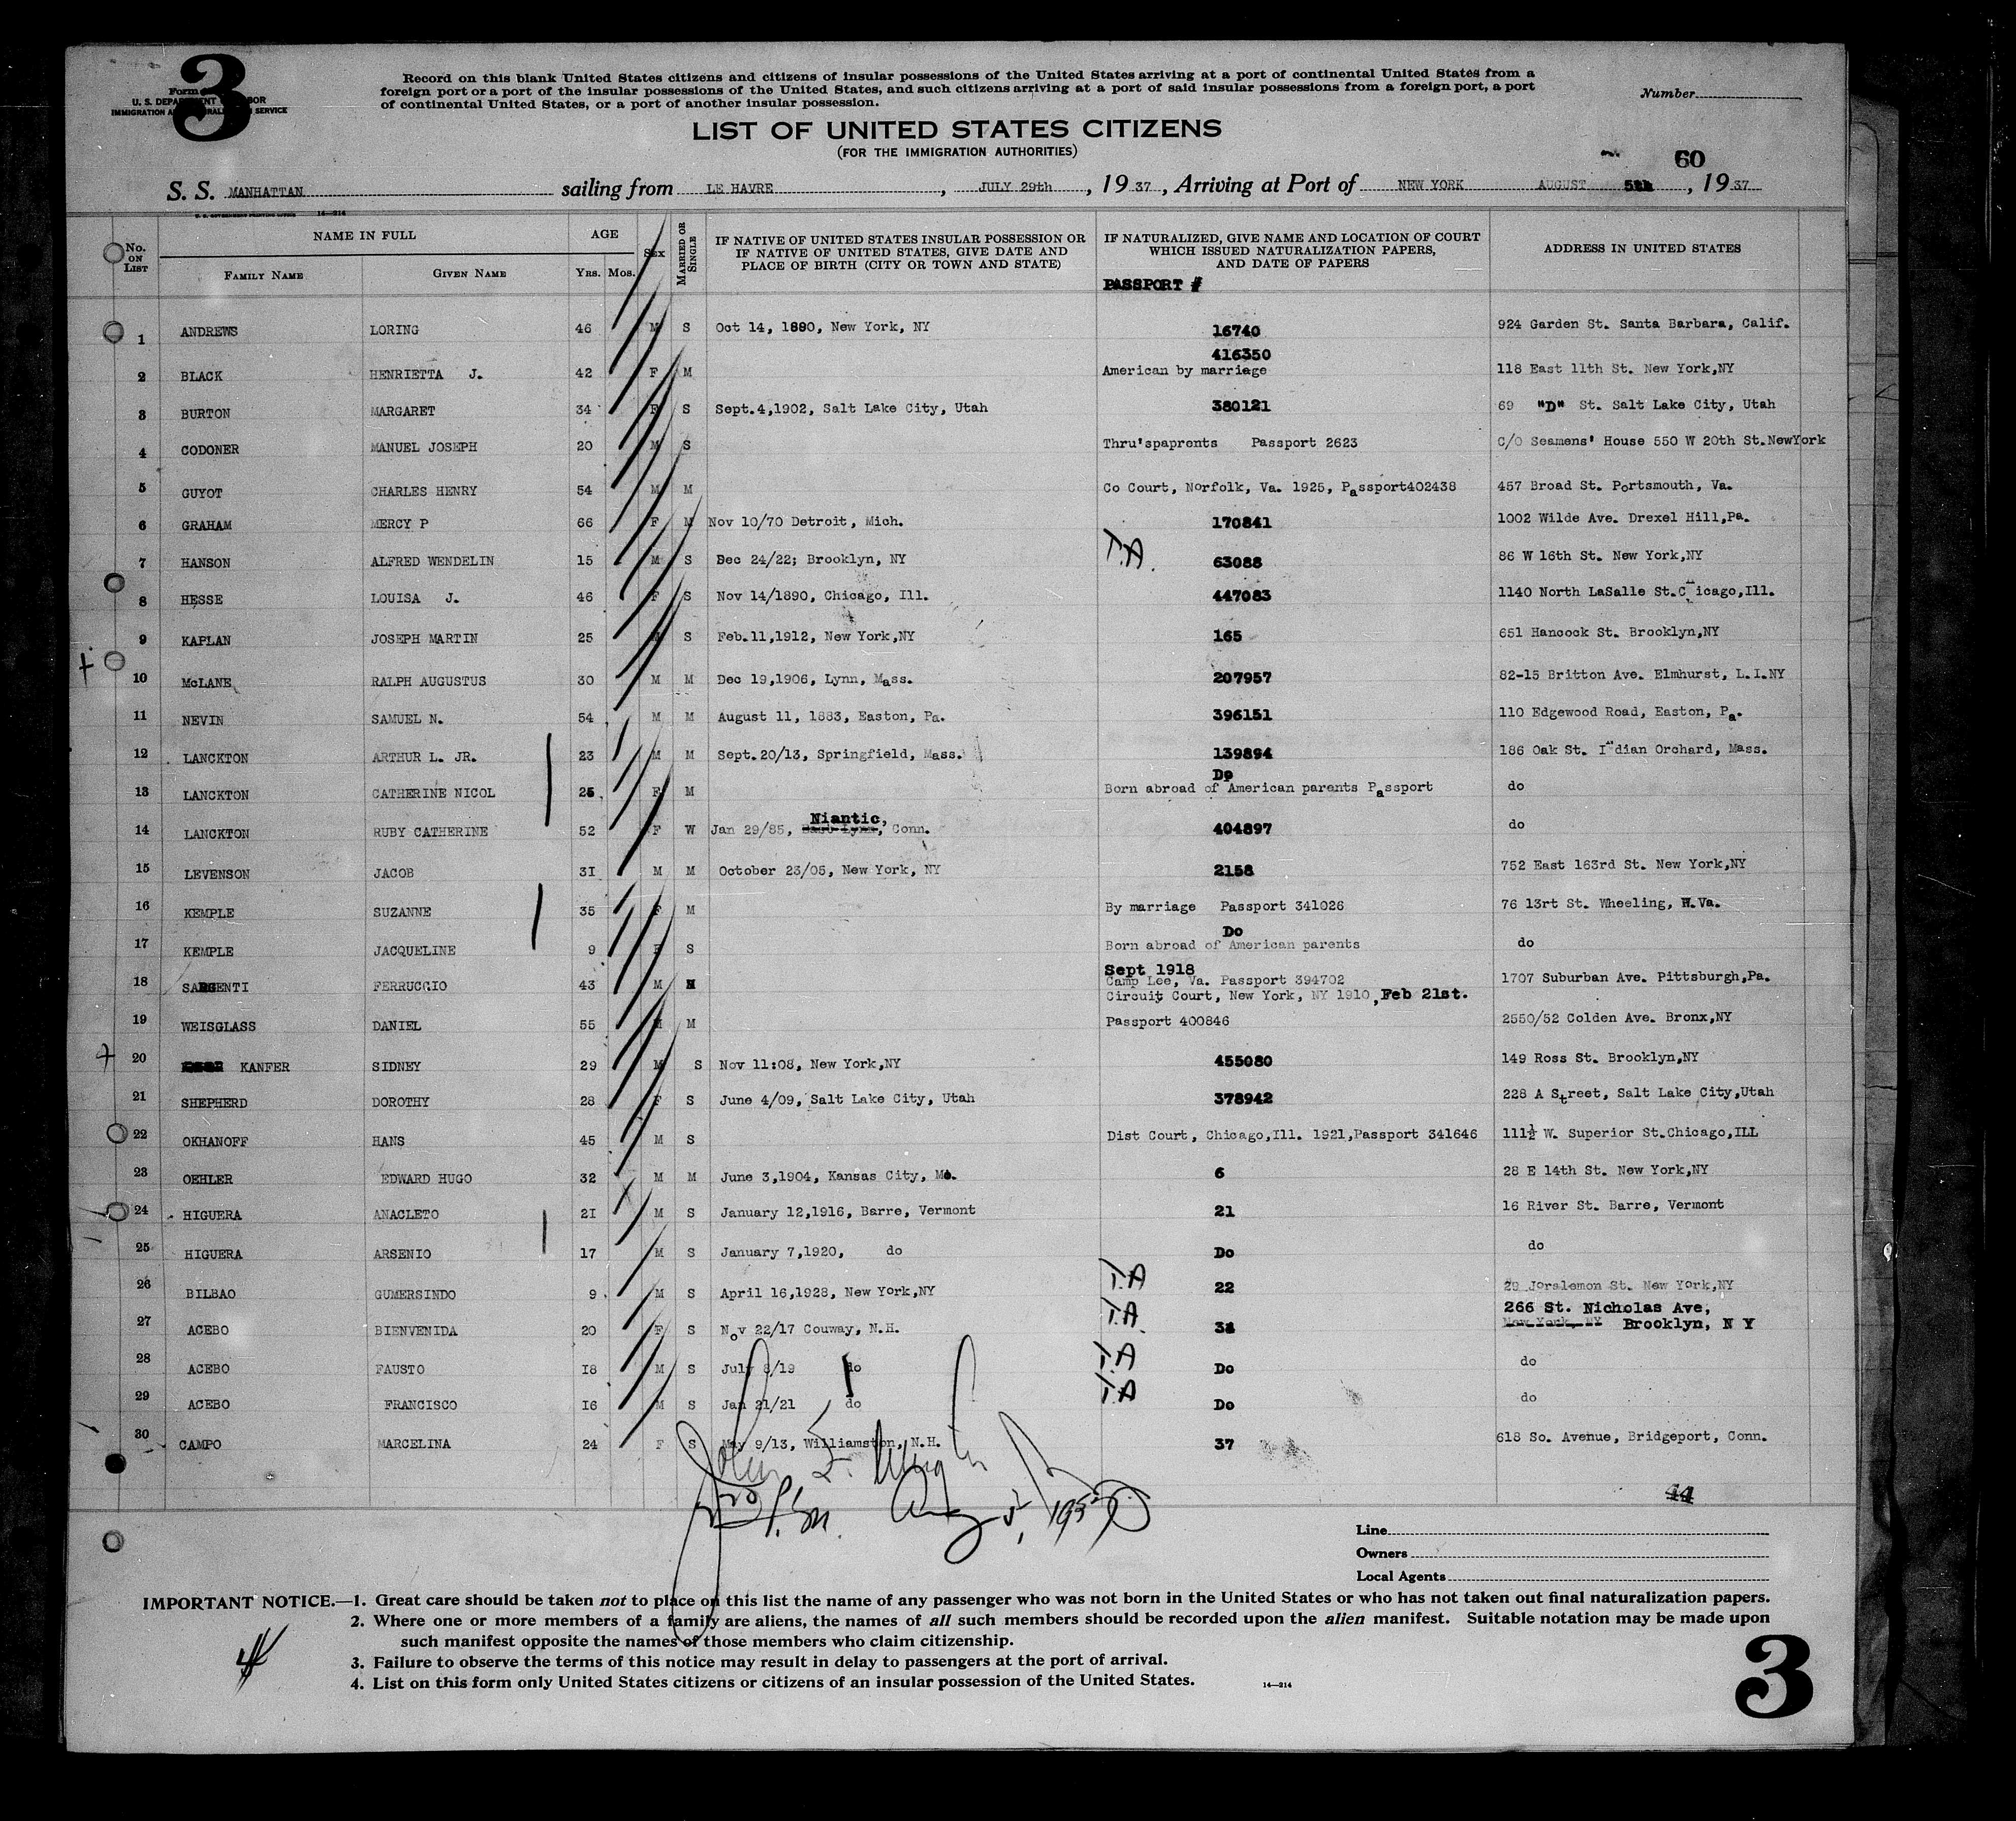 3
Form
U. S. DEPARTMENT OF LABOR
IMMIGRATION AND NATURALIZATION SERVICE
Record on this blank United States citizens and citizens of insular possessions of the United States arriving at a port of continental United States from a
foreign port or a port of the insular possessions of the United States, and such citizens arriving at a port of said insular possessions from a foreign port, a port
of continental United States, or a port of another insular possession.
Number
LIST OF UNITED STATES CITIZENS
(FOR THE IMMIGRATION AUTHORITIES)
60
S. S. MANHATTAN sailing from LE HAVRE, JULY 29th, 1937, Arriving at Port of NEW YORK AUGUST 5th, 1937
U. S. GOVERNMENT PRINTING OFFICE 14—214
No. ON LIST NAME IN FULL FAMILY NAME GIVEN NAME AGE YRS. MOS. SEX MARRIED OR SINGLE IF NATIVE OF UNITED STATES INSULAR POSSESSION OR IF NATIVE OF UNITED STATES, GIVE DATE AND PLACE OF BIRTH (CITY OR TOWN AND STATE) IF NATURALIZED, GIVE NAME AND LOCATION OF COURT WHICH ISSUED NATURALIZATION PAPERS, AND DATE OF PAPERS ADDRESS IN UNITED STATES
PASSPORT #
1 ANDREWS LORING 46 M S Oct 14, 1890, New York, NY 16740 924 Garden St. Santa Barbara, Calif.
416350
2 BLACK HENRIETTA J. 42 F M American by marriage 118 East 11th St. New York,NY
3 BURTON MARGARET 34 F S Sept.4,1902, Salt Lake City, Utah 380121 69 "D" St. Salt Lake City, Utah
4 CODONER MANUEL JOSEPH 20 M S Thru'spaprents Passport 2623 C/O Seamens' House 550 W 20th St.NewYork
5 GUYOT CHARLES HENRY 54 M M Co Court, Norfolk, Va. 1925, Passport402438 457 Broad St. Portsmouth, Va.
6 GRAHAM MERCY P 66 F M Nov 10/70 Detroit, Mich. 170841 1002 Wilde Ave. Drexel Hill,Pa.
7 HANSON ALFRED WENDELIN 15 M S Dec 24/22; Brooklyn, NY T.A. 63088 86 W 16th St. New York,NY
8 HESSE LOUISA J. 46 F S Nov 14/1890, Chicago, Ill. 447083 1140 North LaSalle St.C icago,Ill.
9 KAPLAN JOSEPH MARTIN 25 M S Feb.11,1912, New York,NY 165 651 Hancock St. Brooklyn,NY
10 McLANE RALPH AUGUSTUS 30 M M Dec 19,1906, Lynn, Mass. 207957 82-15 Britton Ave. Elmhurst, L.I.NY
11 NEVIN SAMUEL N. 54 M M August 11, 1883, Easton, Pa. 396151 110 Edgewood Road, Easton, Pa.
12 LANCKTON ARTHUR L. JR. 23 M M Sept.20/13, Springfield, Mass. 139894 186 Oak St. Indian Orchard, Mass.
Do
13 LANCKTON CATHERINE NICOL 25 F M Born abroad of American parents Passport do
14 LANCKTON RUBY CATHERINE 52 F W Jan 29/85, Niantic, Conn. 404897 do
15 LEVENSON JACOB 31 M M October 23/05, New York, NY 2158 752 East 163rd St. New York,NY
16 KEMPLE SUZANNE 35 F M By marriage Passport 341026 76 13rt St. Wheeling, W.Va.
Do
17 KEMPLE JACQUELINE 9 F S Born abroad of American parents do
Sept 1918
18 SARGENTI FERRUCCIO 43 M M Camp Lee, Va. Passport 394702 1707 Suburban Ave. Pittsburgh,Pa.
Circuit Court, New York, NY 1910,Feb 21st.
19 WEISGLASS DANIEL 55 M M Passport 400846 2550/52 Colden Ave. Bronx,NY
20 KANFER SIDNEY 29 M S Nov 11:08, New York,NY 455080 149 Ross St. Brooklyn,NY
21 SHEPHERD DOROTHY 28 F S June 4/09, Salt Lake City, Utah 378942 228 A Street, Salt Lake City,Utah
22 OKHANOFF HANS 45 M S Dist Court, Chicago,Ill. 1921,Passport 341646 111½ W. Superior St.Chicago,ILL
23 OEHLER EDWARD HUGO 32 M M June 3,1904, Kansas City, Mo. 6 28 E 14th St. New York,NY
24 HIGUERA ANACLETO 21 M S January 12,1916, Barre, Vermont 21 16 River St. Barre, Vermont
25 HIGUERA ARSENIO 17 M S January 7,1920, do Do do
26 BILBAO GUMERSINDO 9 M S April 16,1928, New York,NY T.A 22 29 Joralemon St. New York,NY
266 St. Nicholas Ave,
27 ACEBO BIENVENIDA 20 F S Nov 22/17 Couway, N.H. T.A. New York, NY Brooklyn, N Y
28 ACEBO FAUSTO 18 M S July 8/19 do T.A Do do
29 ACEBO FRANCISCO 16 M S Jan 21/21 do T.A Do do
30 CAMPO MARCELINA 24 F S May 9/13, Williamston, N.H. 37 618 So. Avenue, Bridgeport, Conn.
44
John
Aug 5, 1937
Line
Owners
Local Agents
IMPORTANT NOTICE.—1. Great care should be taken not to place on this list the name of any passenger who was not born in the United States or who has not taken out final naturalization papers.
2. Where one or more members of a family are aliens, the names of all such members should be recorded upon the alien manifest. Suitable notation may be made upon
such manifest opposite the names of those members who claim citizenship.
3. Failure to observe the terms of this notice may result in delay to passengers at the port of arrival.
4. List on this form only United States citizens or citizens of an insular possession of the United States.
14—214
3